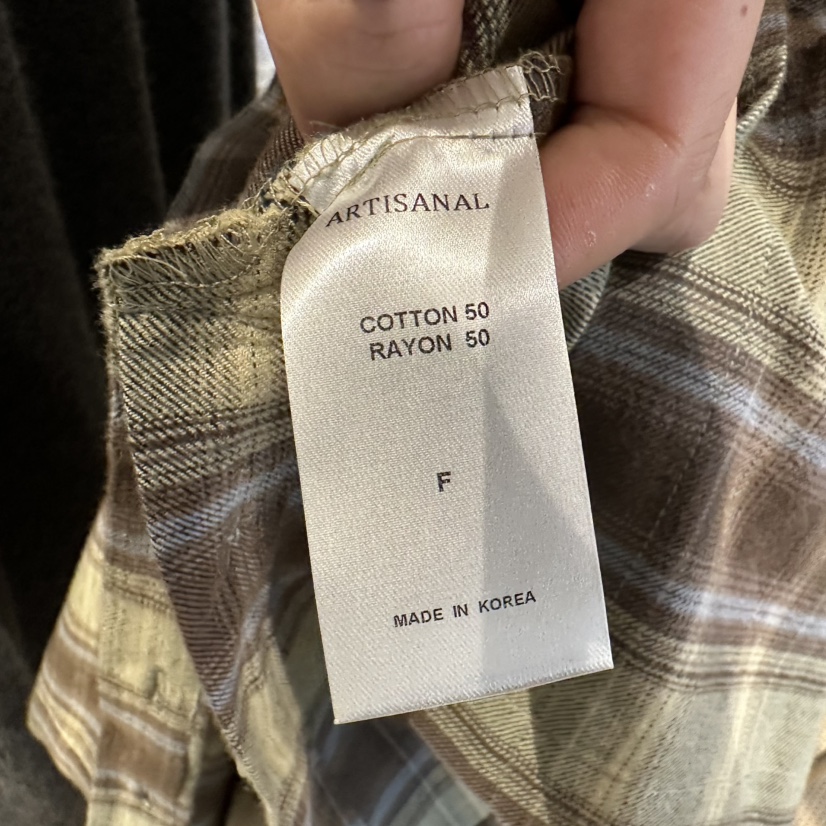 ARTISANAL
COTTON 50
RAYON 50
F
MADE IN KOREA